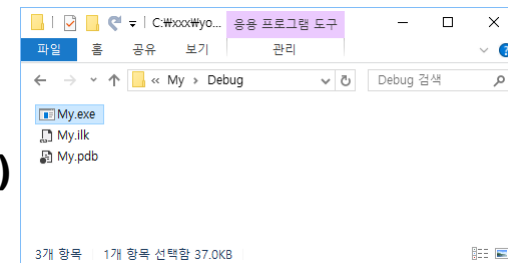 C:₩xxx₩yo... 응용 프로그램 도구
파일 홈 공유 보기 관리
« My › Debug Debug 검색
My.exe
My.ilk
My.pdb
)
3개 항목 1개 항목 선택함 37.0KB